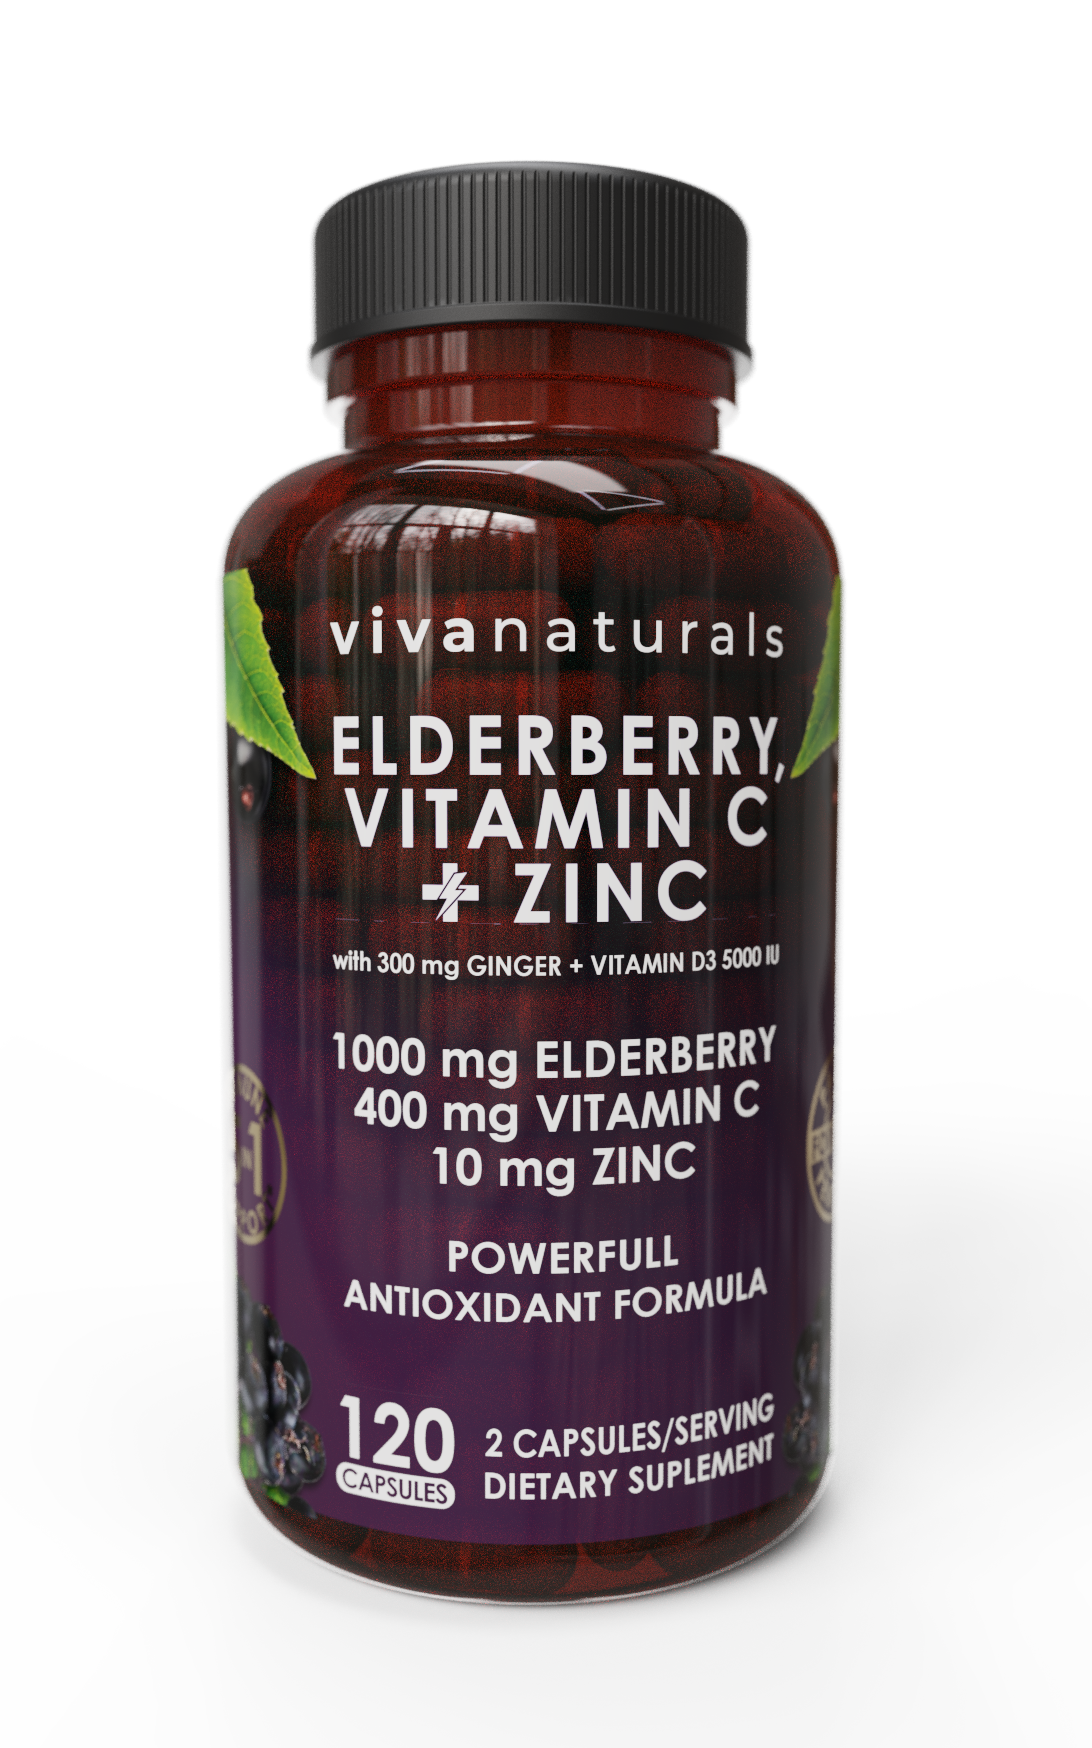 vivanaturals
ELDERBERRY,
VITAMIN C
+ ZINC
with 300 mg GINGER + VITAMIN D3 5000 IU
1000 mg ELDERBERRY
400 mg VITAMIN C
10 mg ZINC
POWERFULL
ANTIOXIDANT FORMULA
120
CAPSULES
2 CAPSULES/SERVING
DIETARY SUPLEMENT